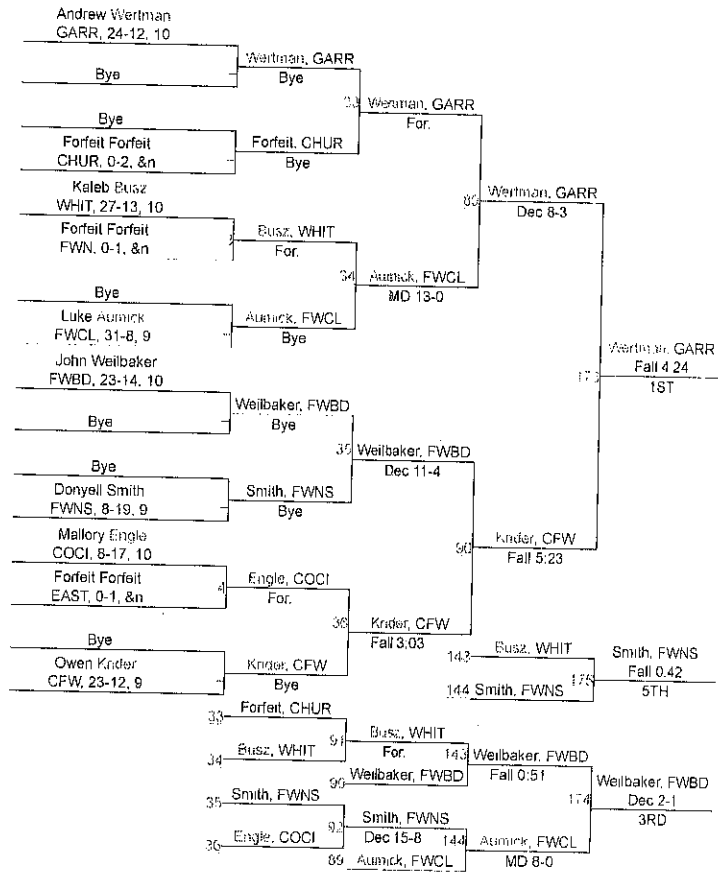 Andrew Wertman
GARR, 24-12, 10
Bye
Wertman, GARR
Bye
Bye
Forfeit Forfeit
CHUR, 0-2, &n
Forfeit, CHUR
Bye
33
Wertman, GARR
For.
Kaleb Busz
WHIT, 27-13, 10
Forfeit Forfeit
FWN, 0-1, &n
2
Busz, WHIT
For.
Bye
Luke Aumick
FWCL, 31-8, 9
Aumick, FWCL
Bye
34
Aumick, FWCL
MD 13-0
89
Wertman, GARR
Dec 8-3
John Weilbaker
FWBD, 23-14, 10
Bye
Weilbaker, FWBD
Bye
Bye
Donyell Smith
FWNS, 8-19, 9
Smith, FWNS
Bye
35
Weilbaker, FWBD
Dec 11-4
Mallory Engle
COCI, 8-17, 10
Forfeit Forfeit
EAST, 0-1, &n
4
Engle, COCI
For.
Bye
Owen Krider
CFW, 23-12, 9
Krider, CFW
Bye
36
Krider, CFW
Fall 3:03
90
Krider, CFW
Fall 5:23
173
Wertman, GARR
Fall 4:24
1ST
143
Busz, WHIT
144
Smith, FWNS
175
Smith, FWNS
Fall 0:42
5TH
33
Forfeit, CHUR
34
Busz, WHIT
91
Busz, WHIT
For.
90
Weilbaker, FWBD
143
Weilbaker, FWBD
Fall 0:51
35
Smith, FWNS
36
Engle, COCI
92
Smith, FWNS
Dec 15-8
89
Aumick, FWCL
144
Aumick, FWCL
MD 8-0
174
Weilbaker, FWBD
Dec 2-1
3RD